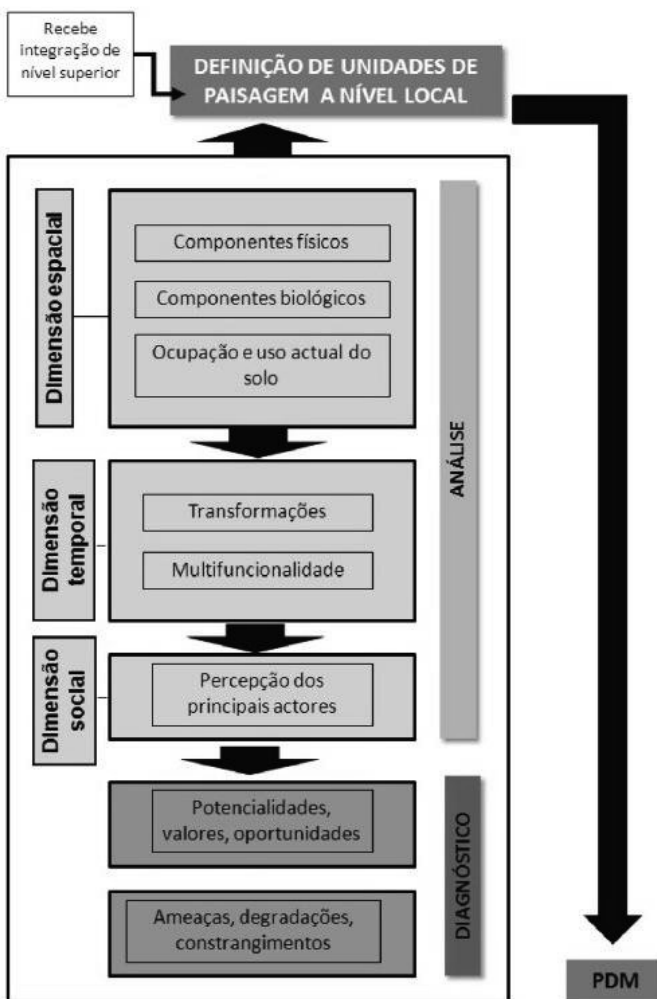 Recebe
integração de
nível superior
DEFINIÇÃO DE UNIDADES DE
PAISAGEM A NÍVEL LOCAL
DImensão espacial
Componentes físicos
Componentes biológicos
Ocupação e uso actual do
solo
DImensão
temporal
Transformações
Multifuncionalidade
DImensão
social
Percepção dos
principais actores
ANÁLISE
Potencialidades,
valores, oportunidades
Ameaças, degradações,
constrangimentos
DIAGNÓSTICO
PDM